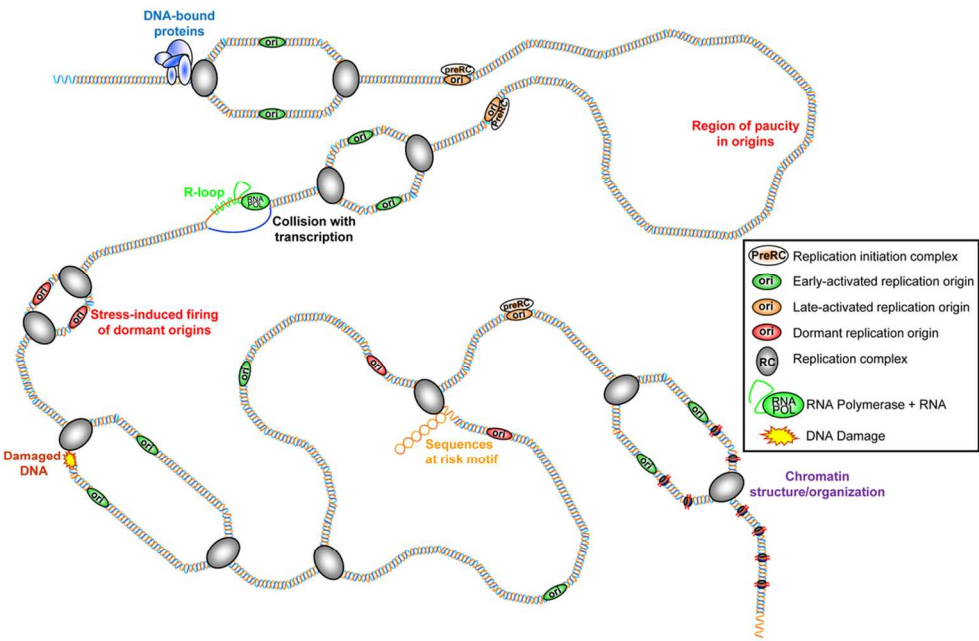 DNA-bound
proteins
ori
ori
preRC
ori
ori
PreRC
Region of paucity
in origins
ori
ori
R-loop
RNA
POL
Collision with
transcription
PreRC
Replication initiation complex
ori
Early-activated replication origin
ori
Late-activated replication origin
ori
Dormant replication origin
RC
Replication complex
RNA
POL
RNA Polymerase + RNA
DNA Damage
ori
ori
Stress-induced firing
of dormant origins
preRC
ori
ori
ori
ori
Sequences
at risk motif
ori
ori
Damaged
DNA
ori
ori
ori
Chromatin
structure/organization
ori